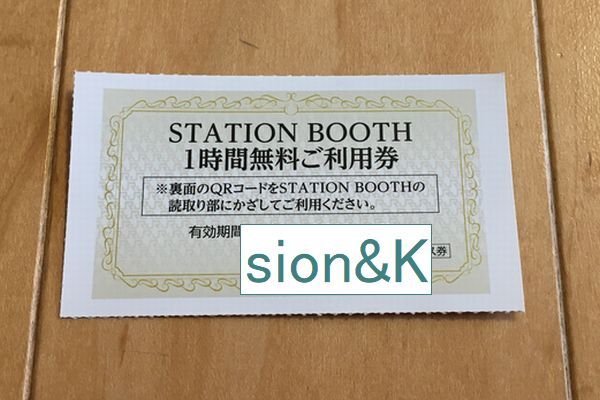 STATION BOOTH
1時間無料ご利用券
※裏面のQRコードをSTATION BOOTHの
読取り部にかざしてご利用ください。
有効期間
sion&K
券